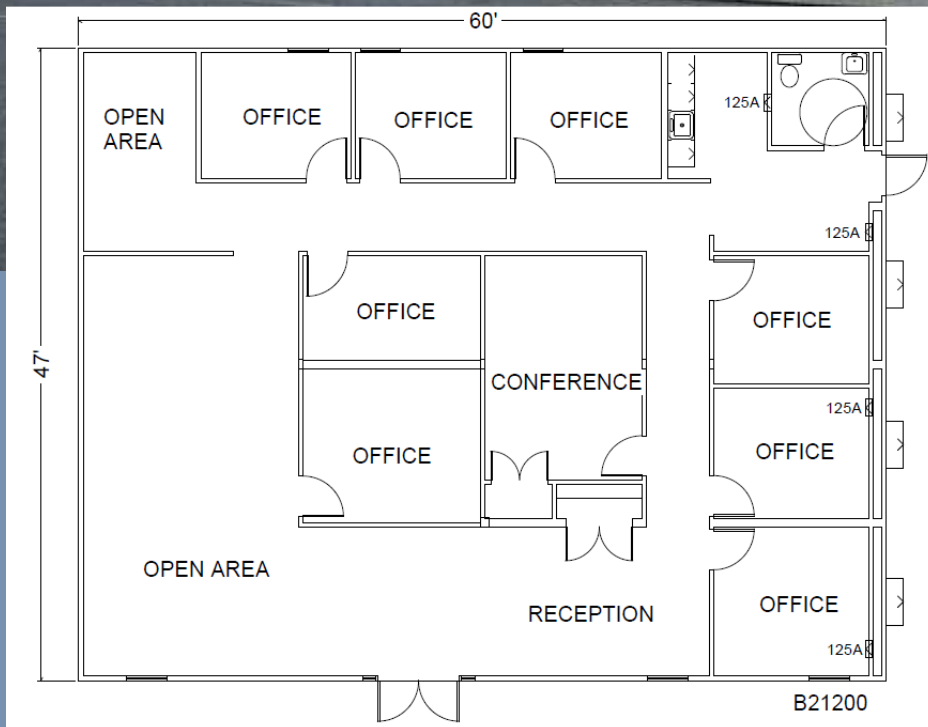 60'
OPEN
AREA
OFFICE
OFFICE
OFFICE
125A
125A
47'
OFFICE
OFFICE
CONFERENCE
125A
OFFICE
OFFICE
OPEN AREA
RECEPTION
OFFICE
125A
B21200